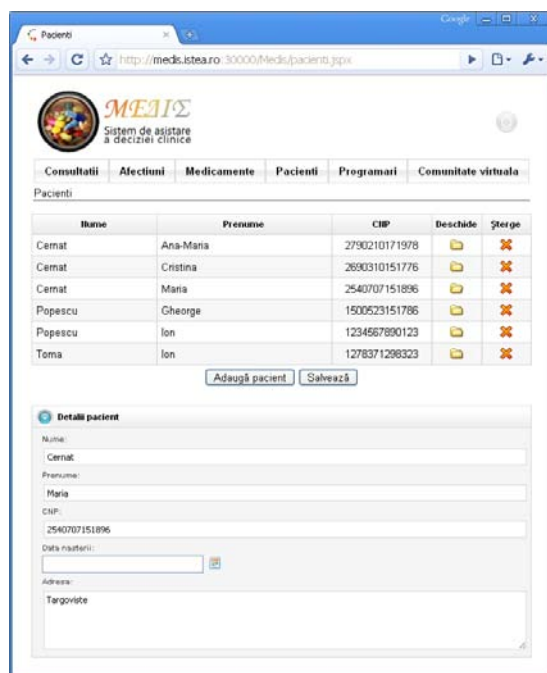 Google
Pacienti
http://medis.istea.ro:30000/Medis/pacienti.jspx
ΜΕΔΙΣ
Sistem de asistare
a deciziei clinice
Consultatii Afectiuni Medicamente Pacienti Programari Comunitate virtuala
Pacienti
Nume Prenume CNP Deschide Şterge
Cernat Ana-Maria 2790210171978
Cernat Cristina 2690310151776
Cernat Maria 2540707151896
Popescu Gheorge 1500523151786
Popescu Ion 1234567890123
Toma Ion 1278371298323
Adaugă pacient Salvează
Detalii pacient
Nume:
Cernat
Prenume:
Maria
CNP:
2540707151896
Data nasterii:
Adresa:
Targoviste